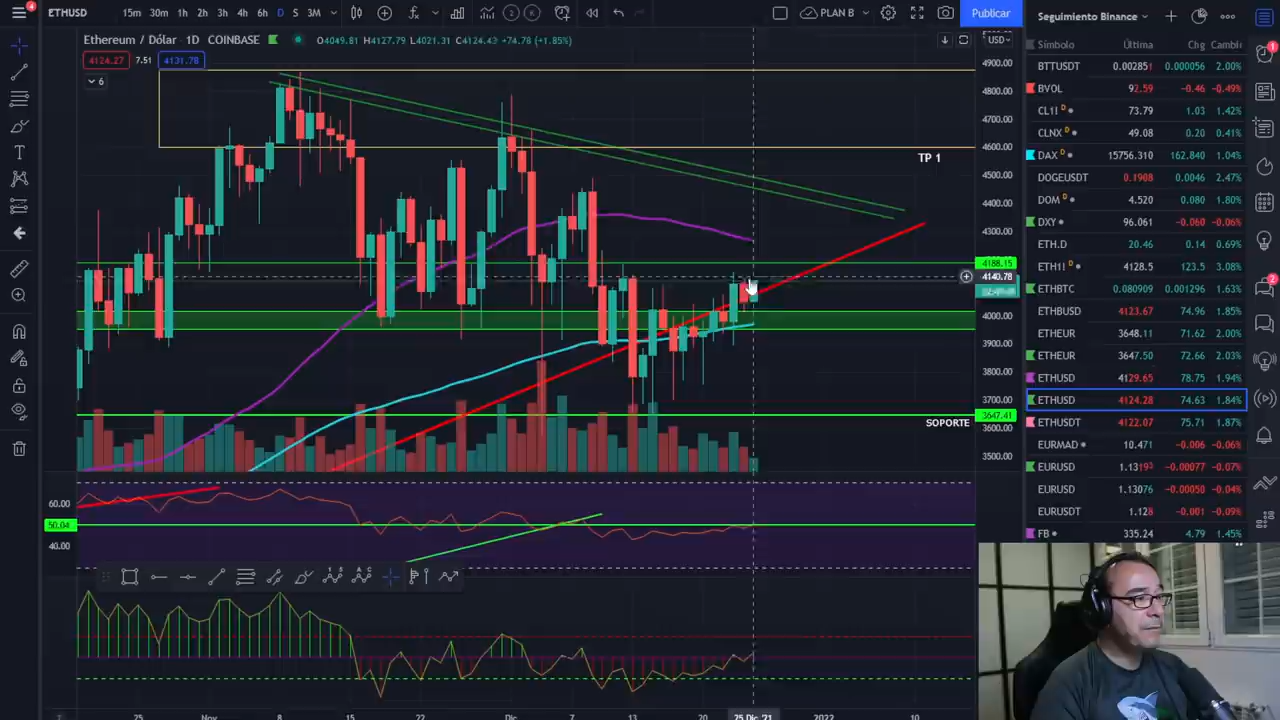 4
ETHUSD 15m 30m 1h 2h 3h 4h 6h D S 3M 2 K PLAN B Publicar
Ethereum / Dólar · 1D · COINBASE O4049.81 H4127.79 L4021.31 C4124.43 +74.78 (+1.85%)
4124.27 7.51 4131.78
6
USD
4900.00
4800.00
4700.00
4600.00
TP 1
4400.00
4300.00
4188.15
4140.78
4000.00
3900.00
3800.00
3700.00
3647.41
SOPORTE
3600.00
3500.00
60.00
50.04
40.00
25 Nov 8 15 22 Dic 7 13 20 25 Dic '21 2022 10
Seguimiento Binance
Símbolo Última Chg Cambio
BTTUSDT 0.002851 0.000056 2.00%
BVOL 92.59 -0.46 -0.49%
CL1! D 73.79 1.03 1.42%
CLNX D 49.08 0.20 0.41%
DAX D 15756.310 162.840 1.04%
DOGEUSDT 0.1908 0.0046 2.47%
DOM D 4.520 0.080 1.80%
DXY 96.061 -0.060 -0.06%
ETH.D 20.46 0.14 0.69%
ETH1! D 4128.5 123.5 3.08%
ETHBTC 0.080909 0.001296 1.63%
ETHBUSD 4123.67 74.96 1.85%
ETHEUR 3648.11 71.62 2.00%
ETHEUR 3647.50 72.66 2.03%
ETHUSD 4129.65 78.75 1.94%
ETHUSD 4124.28 74.63 1.84%
ETHUSDT 4122.07 75.71 1.87%
EURMAD 10.471 -0.006 -0.06%
EURUSD 1.13195 -0.00077 -0.07%
EURUSD 1.13076 -0.00050 -0.04%
EURUSDT 1.128 -0.001 -0.09%
FB 335.24 4.79 1.45%
1
2